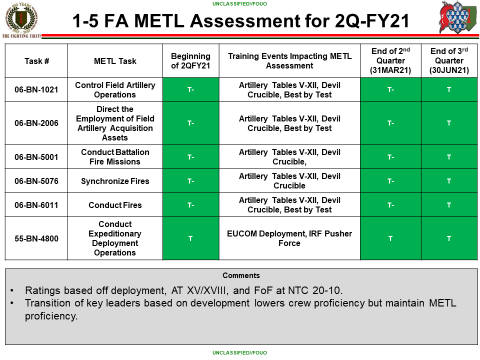 UNCLASSIFIED//FOUO
1-5 FA METL Assessment for 2Q-FY21
THE FIGHTING FIRST
Task #
METL Task
Beginning
of 2QFY21
Training Events Impacting METL
Assessment
End of 2nd
Quarter
(31MAR21)
End of 3rd
Quarter
(30JUN21)
06-BN-1021
Control Field Artillery
Operations
T-
Artillery Tables V-XII, Devil
Crucible, Best by Test
T-
T
06-BN-2006
Direct the
Employment of Field
Artillery Acquisition
Assets
T-
Artillery Tables V-XII, Devil
Crucible, Best by Test
T-
T
06-BN-5001
Conduct Battalion
Fire Missions
T-
Artillery Tables V-XII, Devil
Crucible,
T-
T
06-BN-5076
Synchronize Fires
T-
Artillery Tables V-XII, Devil
Crucible
T-
T
06-BN-6011
Conduct Fires
T-
Artillery Tables V-XII, Devil
Crucible, Best by Test
T-
T
55-BN-4800
Conduct
Expeditionary
Deployment
Operations
T
EUCOM Deployment, IRF Pusher
Force
T
T
Comments
• Ratings based off deployment, AT XV/XVIII, and FoF at NTC 20-10.
• Transition of key leaders based on development lowers crew proficiency but maintain METL
proficiency.
UNCLASSIFIED//FOUO